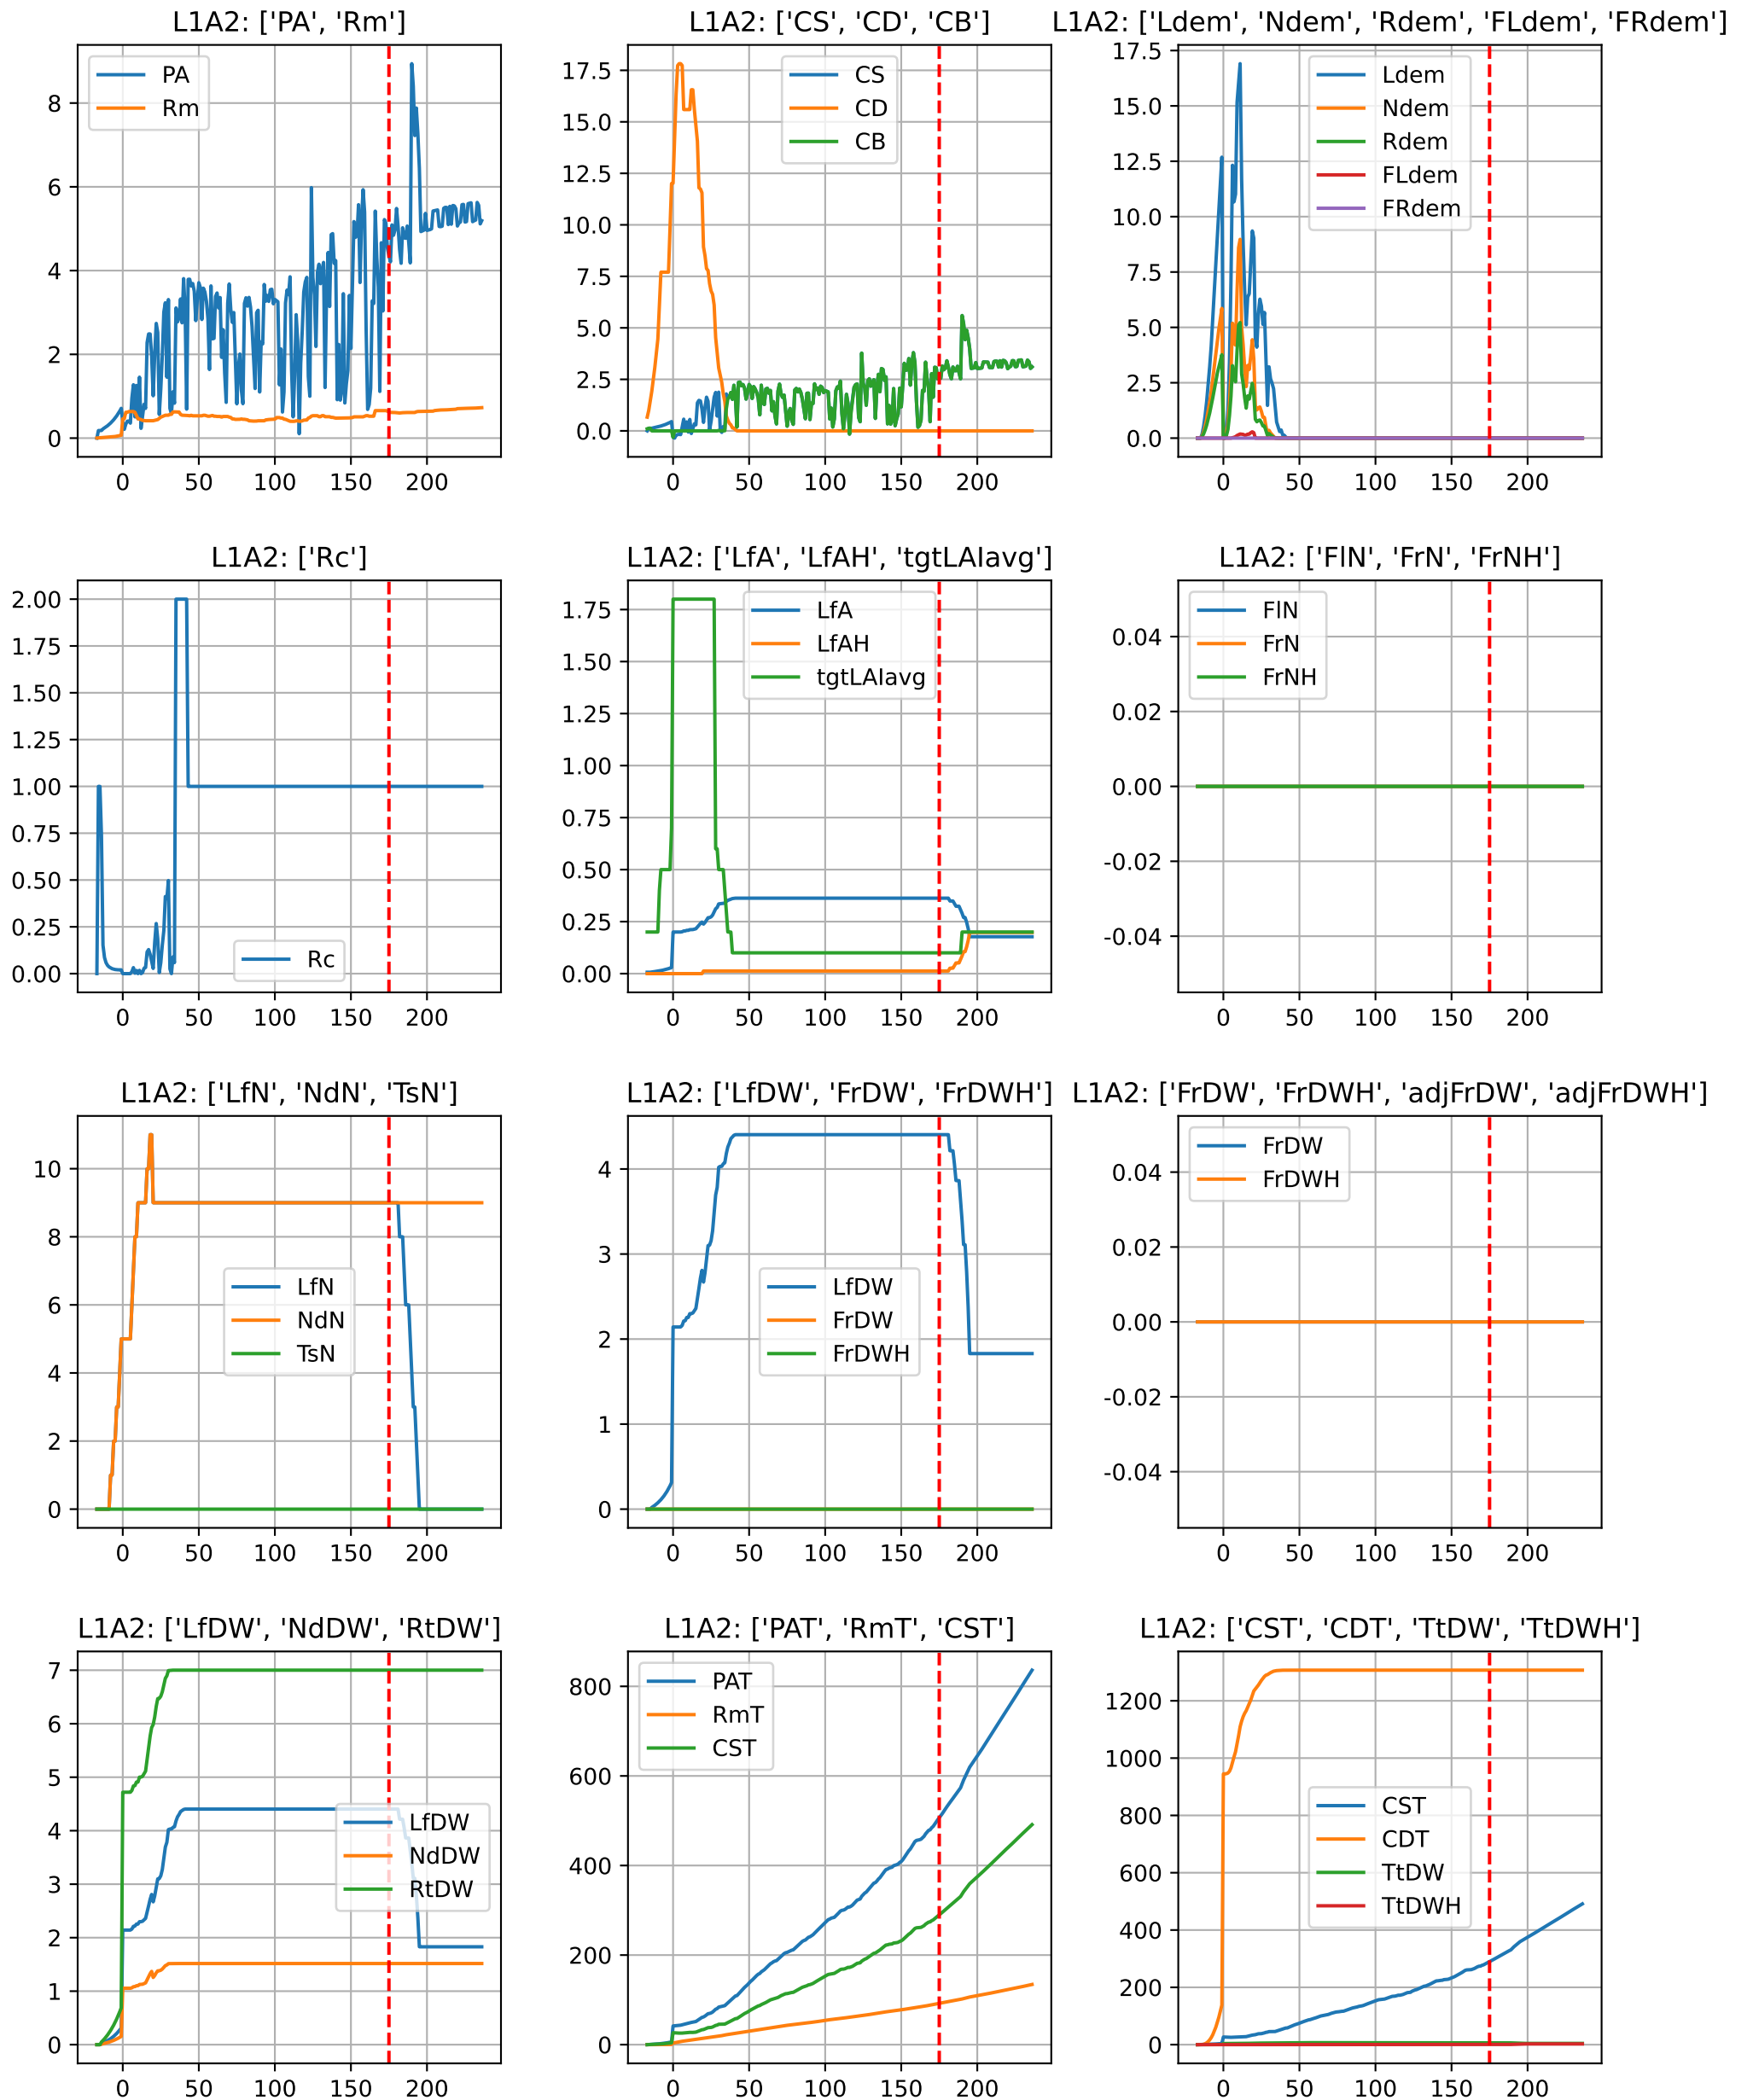 L1A2: ['PA', 'Rm']
PA
Rm
8
6
4
2
0
0 50 100 150 200
L1A2: ['CS', 'CD', 'CB']
CS
CD
CB
17.5
15.0
12.5
10.0
7.5
5.0
2.5
0.0
0 50 100 150 200
L1A2: ['Ldem', 'Ndem', 'Rdem', 'FLdem', 'FRdem']
Ldem
Ndem
Rdem
FLdem
FRdem
17.5
15.0
12.5
10.0
7.5
5.0
2.5
0.0
0 50 100 150 200
L1A2: ['Rc']
2.00
1.75
1.50
1.25
1.00
0.75
0.50
0.25
0.00
Rc
0 50 100 150 200
L1A2: ['LfA', 'LfAH', 'tgtLAIavg']
LfA
LfAH
tgtLAIavg
1.75
1.50
1.25
1.00
0.75
0.50
0.25
0.00
0 50 100 150 200
L1A2: ['FlN', 'FrN', 'FrNH']
FlN
FrN
FrNH
0.04
0.02
0.00
-0.02
-0.04
0 50 100 150 200
L1A2: ['LfN', 'NdN', 'TsN']
10
8
6
4
2
0
LfN
NdN
TsN
0 50 100 150 200
L1A2: ['LfDW', 'FrDW', 'FrDWH']
4
3
2
1
0
LfDW
FrDW
FrDWH
0 50 100 150 200
L1A2: ['FrDW', 'FrDWH', 'adjFrDW', 'adjFrDWH']
FrDW
FrDWH
0.04
0.02
0.00
-0.02
-0.04
0 50 100 150 200
L1A2: ['LfDW', 'NdDW', 'RtDW']
7
6
5
4
3
2
1
0
LfDW
NdDW
RtDW
0 50 100 150 200
L1A2: ['PAT', 'RmT', 'CST']
PAT
RmT
CST
800
600
400
200
0
0 50 100 150 200
L1A2: ['CST', 'CDT', 'TtDW', 'TtDWH']
1200
1000
800
600
400
200
0
CST
CDT
TtDW
TtDWH
0 50 100 150 200